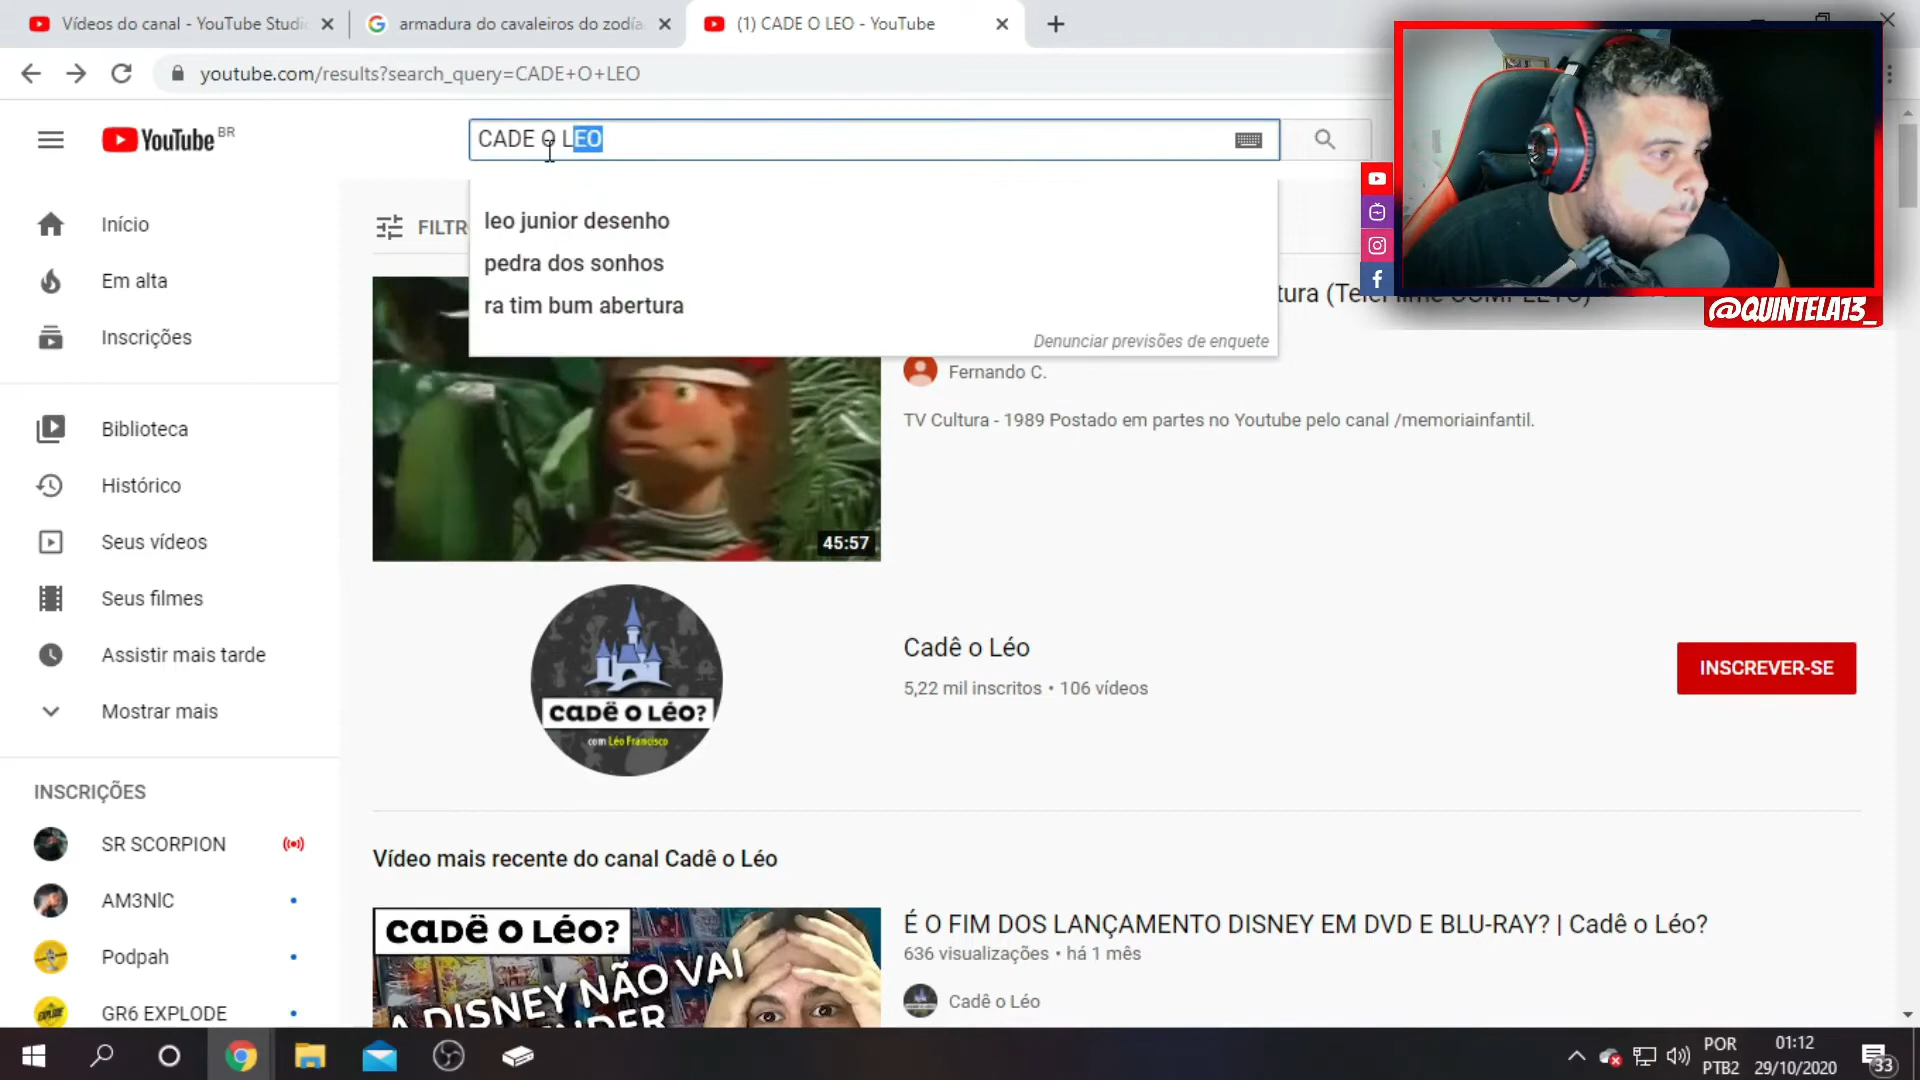 Vídeos do canal - YouTube Studi
armadura do cavaleiros do zodía
(1) CADE O LEO - YouTube
youtube.com/results?search_query=CADE+O+LEO
YouTube BR
CADE O LEO
leo junior desenho
pedra dos sonhos
ra tim bum abertura
Denunciar previsões de enquete
@QUINTELA13_
Início
Em alta
Inscrições
Biblioteca
Histórico
Seus vídeos
Seus filmes
Assistir mais tarde
Mostrar mais
INSCRIÇÕES
SR SCORPION
AM3NlC
Podpah
GR6 EXPLODE
FILTR
Fernando C.
TV Cultura - 1989 Postado em partes no Youtube pelo canal /memoriainfantil.
45:57
CADÊ O LÉO?
com Léo Francisco
Cadê o Léo
5,22 mil inscritos • 106 vídeos
INSCREVER-SE
Vídeo mais recente do canal Cadê o Léo
CADÊ O LÉO?
A DISNEY NÃO VAI
É O FIM DOS LANÇAMENTO DISNEY EM DVD E BLU-RAY? | Cadê o Léo?
636 visualizações • há 1 mês
Cadê o Léo
POR
PTB2
01:12
29/10/2020
33